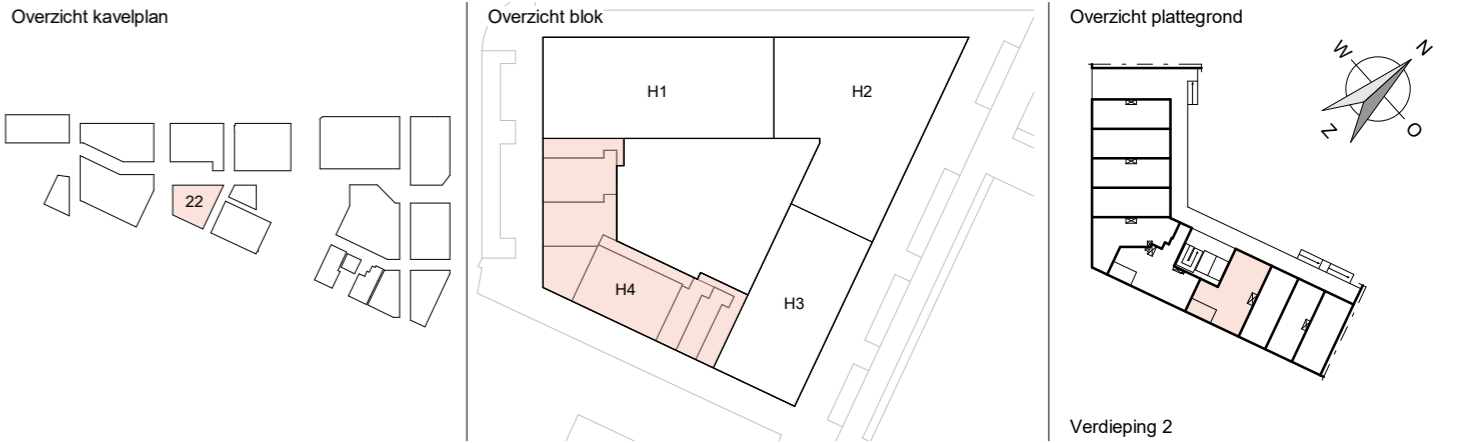 Overzicht kavelplan
22
Overzicht blok
H1
H2
H4
H3
Overzicht plattegrond
W
N
Z
O
Verdieping 2